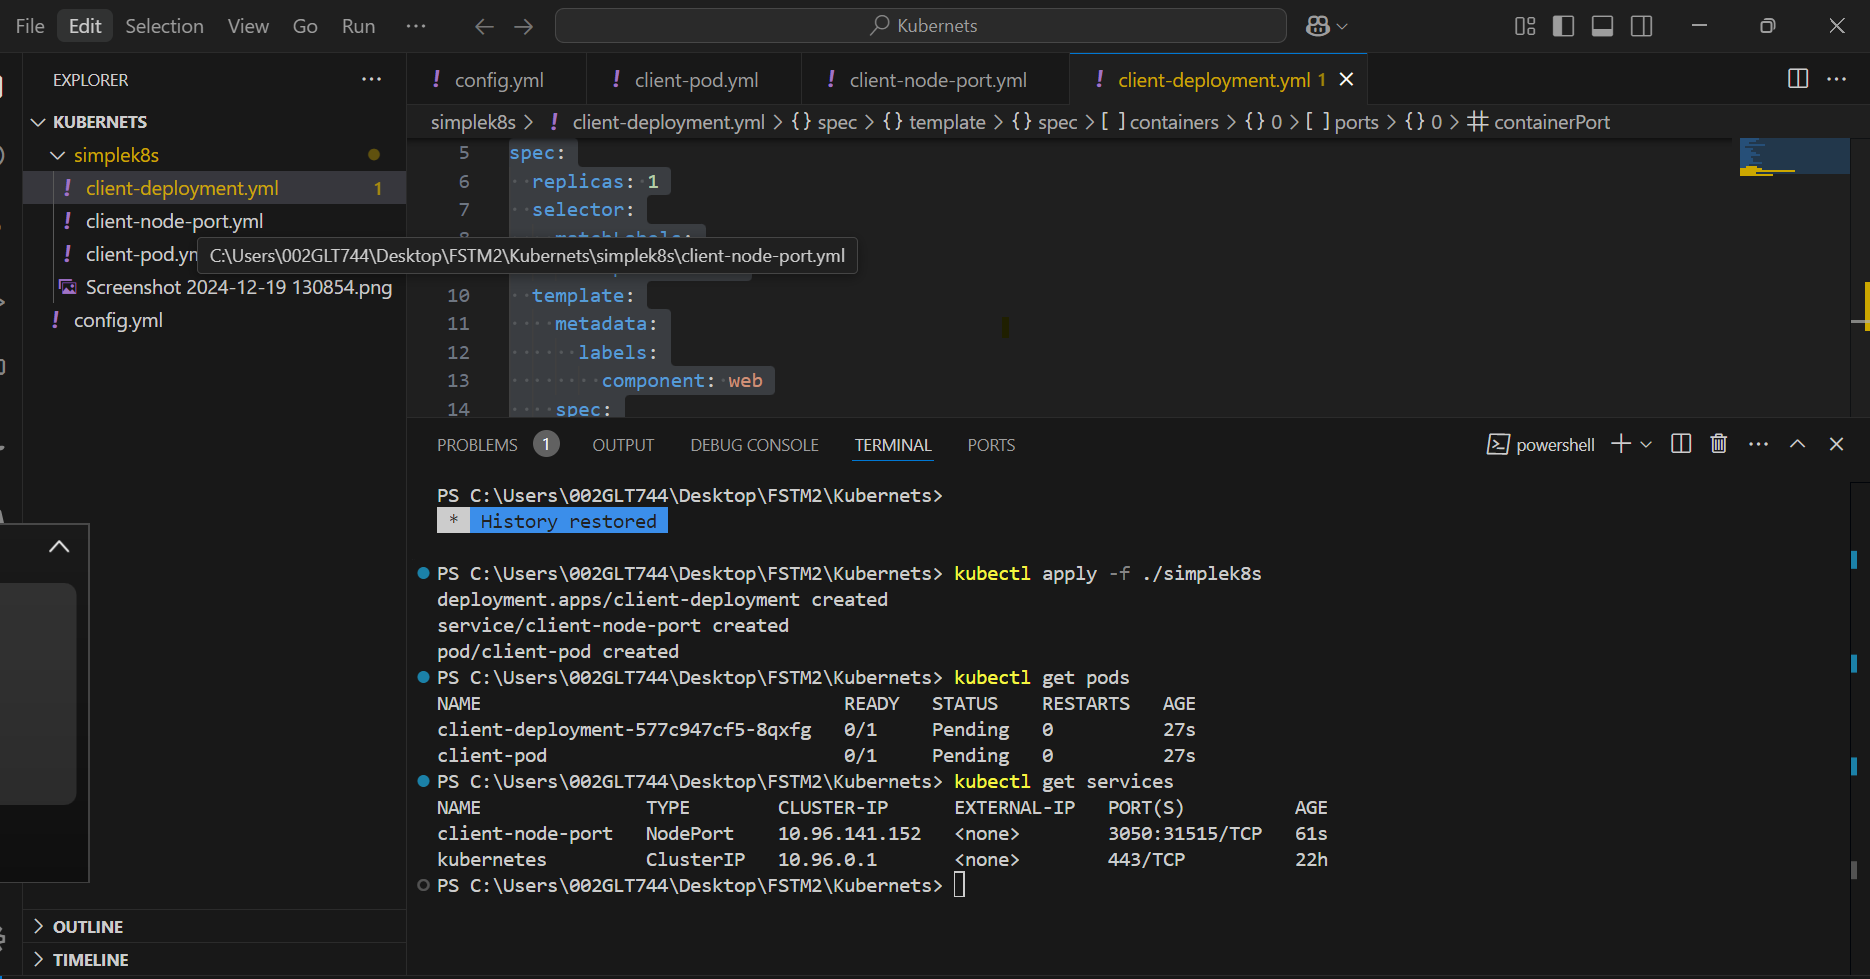 File Edit Selection View Go Run ··· Kubernets
EXPLORER ···
KUBERNETS
simplek8s
! client-deployment.yml 1
! client-node-port.yml
! client-pod.ym
C:\Users\002GLT744\Desktop\FSTM2\Kubernets\simplek8s\client-node-port.yml
Screenshot 2024-12-19 130854.png
! config.yml
OUTLINE
TIMELINE
! config.yml ! client-pod.yml ! client-node-port.yml ! client-deployment.yml 1
simplek8s > ! client-deployment.yml > {} spec > {} template > {} spec > [ ] containers > {} 0 > [ ] ports > {} 0 > # containerPort
5 spec:
6 ··replicas:·1
7 ··selector:
10 ··template:
11 ····metadata:
12 ······labels:
13 ········component:·web
14 ····spec:
PROBLEMS 1 OUTPUT DEBUG CONSOLE TERMINAL PORTS powershell
PS C:\Users\002GLT744\Desktop\FSTM2\Kubernets>
* History restored
PS C:\Users\002GLT744\Desktop\FSTM2\Kubernets> kubectl apply -f ./simplek8s
deployment.apps/client-deployment created
service/client-node-port created
pod/client-pod created
PS C:\Users\002GLT744\Desktop\FSTM2\Kubernets> kubectl get pods
NAME READY STATUS RESTARTS AGE
client-deployment-577c947cf5-8qxfg 0/1 Pending 0 27s
client-pod 0/1 Pending 0 27s
PS C:\Users\002GLT744\Desktop\FSTM2\Kubernets> kubectl get services
NAME TYPE CLUSTER-IP EXTERNAL-IP PORT(S) AGE
client-node-port NodePort 10.96.141.152 <none> 3050:31515/TCP 61s
kubernetes ClusterIP 10.96.0.1 <none> 443/TCP 22h
PS C:\Users\002GLT744\Desktop\FSTM2\Kubernets>